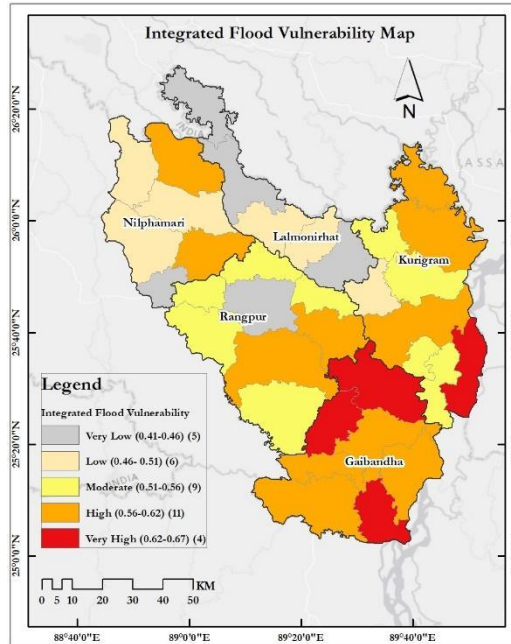 Integrated Flood Vulnerability Map
N
INDIA
ASSA
Nilphamari
Lalmonirhat
Kurigram
Rangpur
Gaibandha
INDIA
Legend
Integrated Flood Vulnerability
Very Low (0.41-0.46) (5)
Low (0.46- 0.51) (6)
Moderate (0.51-0.56) (9)
High (0.56-0.62) (11)
Very High (0.62-0.67) (4)
KM
0 5 10 20 30 40 50
26°20'0"N
26°0'0"N
25°40'0"N
25°20'0"N
25°0'0"N
88°40'0"E 89°0'0"E 89°20'0"E 89°40'0"E